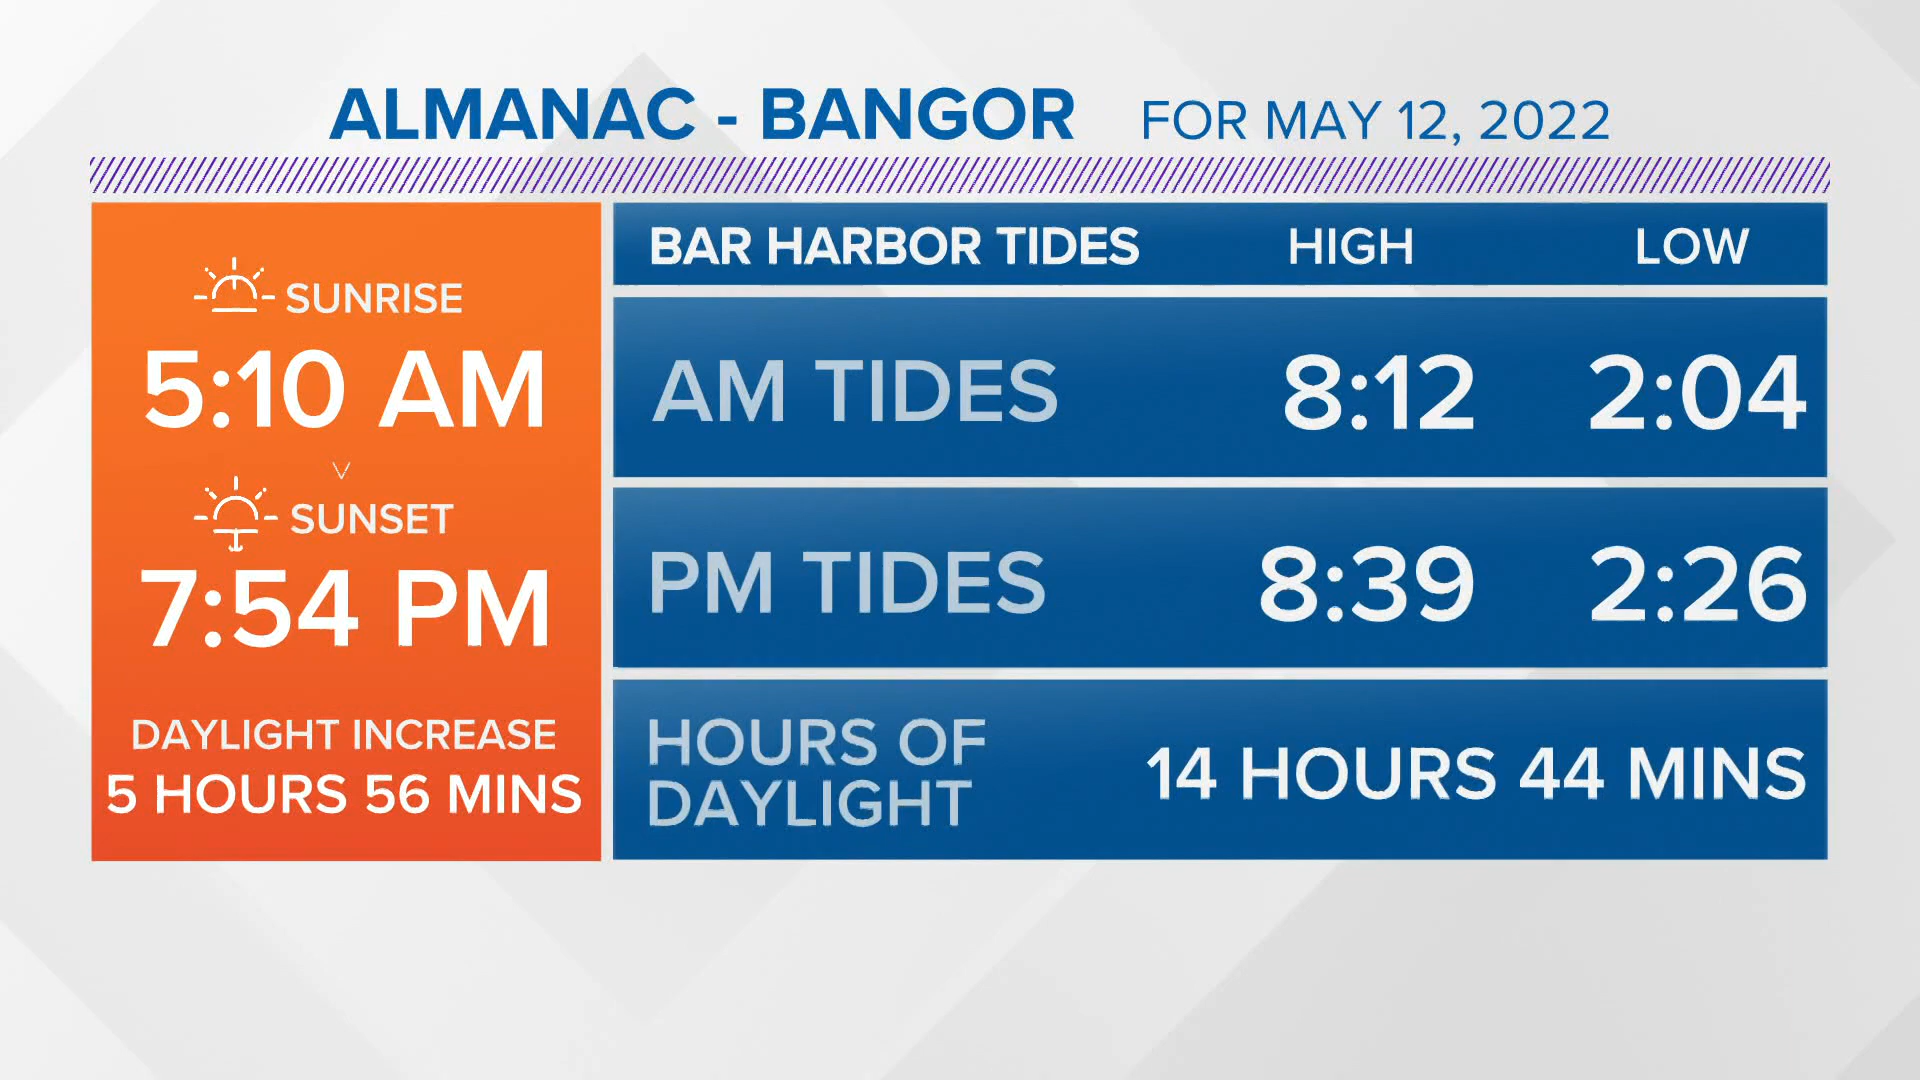 ALMANAC - BANGOR FOR MAY 12, 2022
SUNRISE
5:10 AM
SUNSET
7:54 PM
DAYLIGHT INCREASE
5 HOURS 56 MINS
BAR HARBOR TIDES HIGH LOW
AM TIDES 8:12 2:04
PM TIDES 8:39 2:26
HOURS OF
DAYLIGHT
14 HOURS 44 MINS